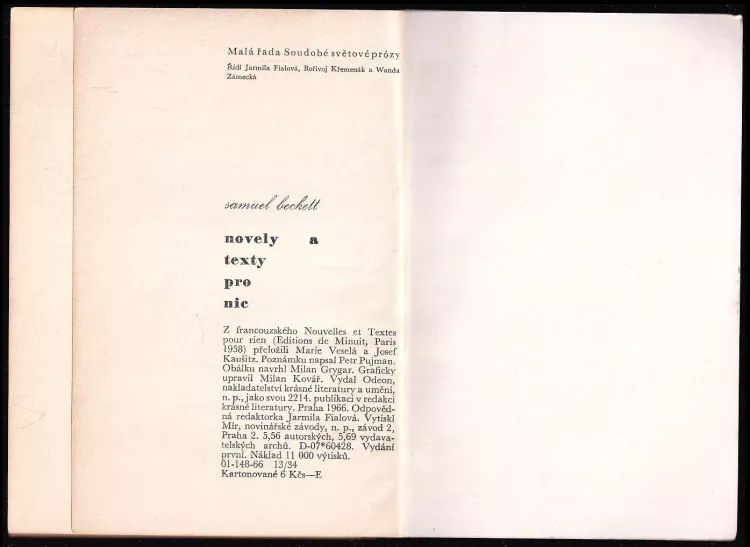 Malá řada Soudobé světové prózy
Řídí Jarmila Fialová, Bořivoj Křemenák a Wanda
Zámecká
samuel beckett
novely a
texty
pro
nic
Z francouzského Nouvelles et Textes
pour rien (Editions de Minuit, Paris
1958) přeložili Marie Veselá a Josef
Kaušitz. Poznámku napsal Petr Pujman.
Obálku navrhl Milan Grygar. Graficky
upravil Milan Kovář. Vydal Odeon,
nakladatelství krásné literatury a umění,
n. p., jako svou 2214. publikaci v redakci
krásné literatury. Praha 1966. Odpověd-
ná redaktorka Jarmila Fialová. Vytiskl
Mír, novinářské závody, n. p., závod 2,
Praha 2. 5,56 autorských, 5,69 vydava-
telských archů. D-07*60428. Vydání
první. Náklad 11 000 výtisků.
01-148-66 13/34
Kartonované 6 Kčs—E